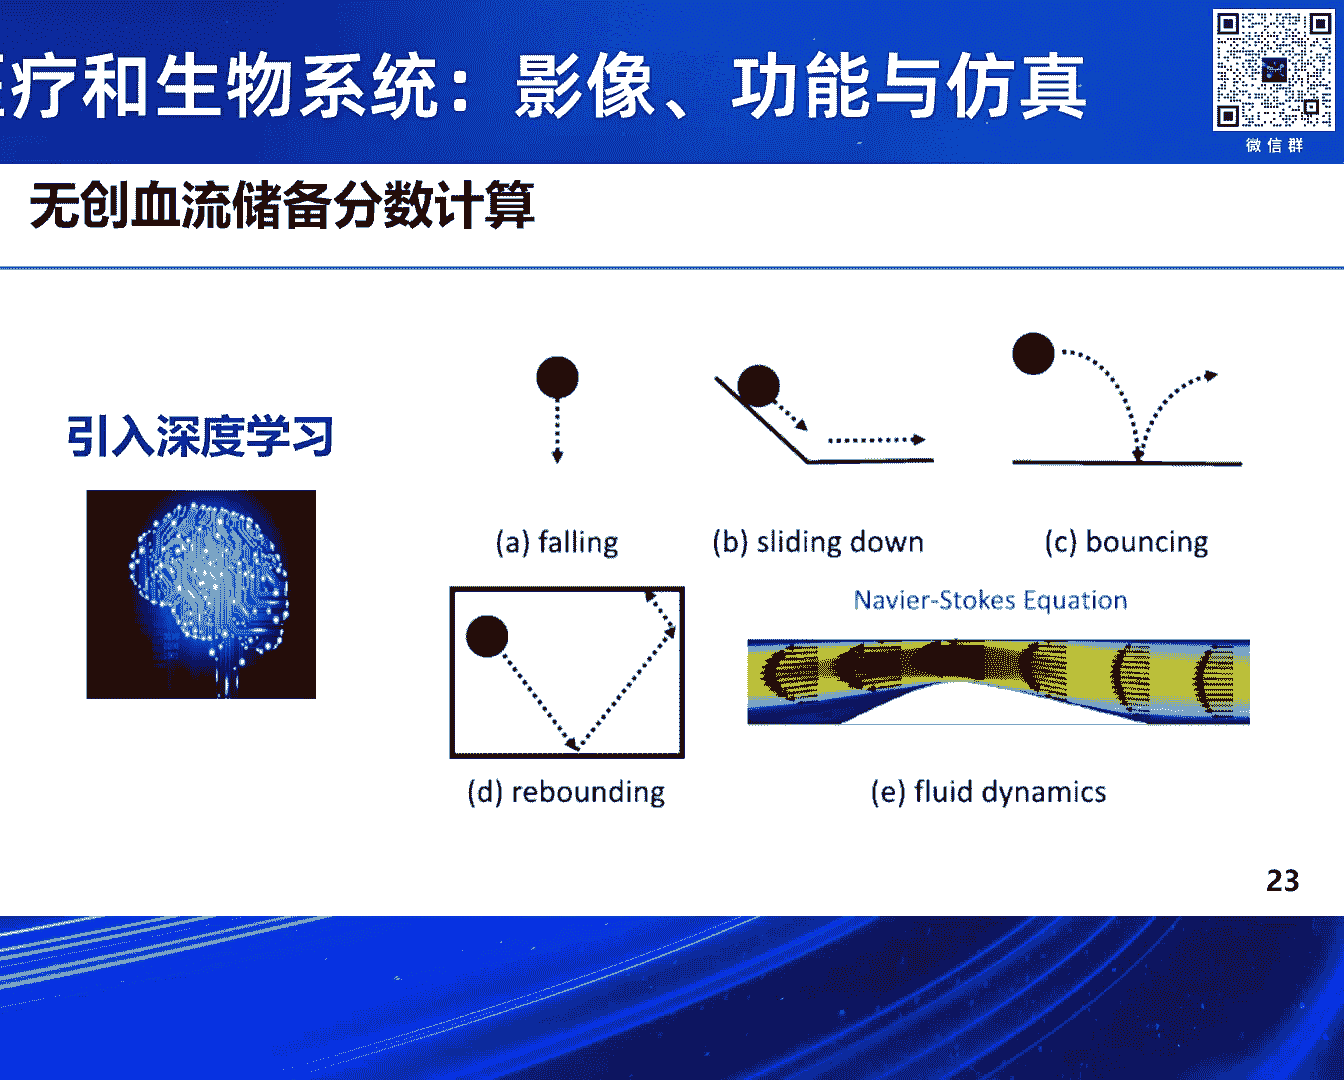 疗和生物系统：影像、功能与仿真
微信群
无创血流储备分数计算
引入深度学习
(a) falling
(b) sliding down
(c) bouncing
Navier-Stokes Equation
(d) rebounding
(e) fluid dynamics
23